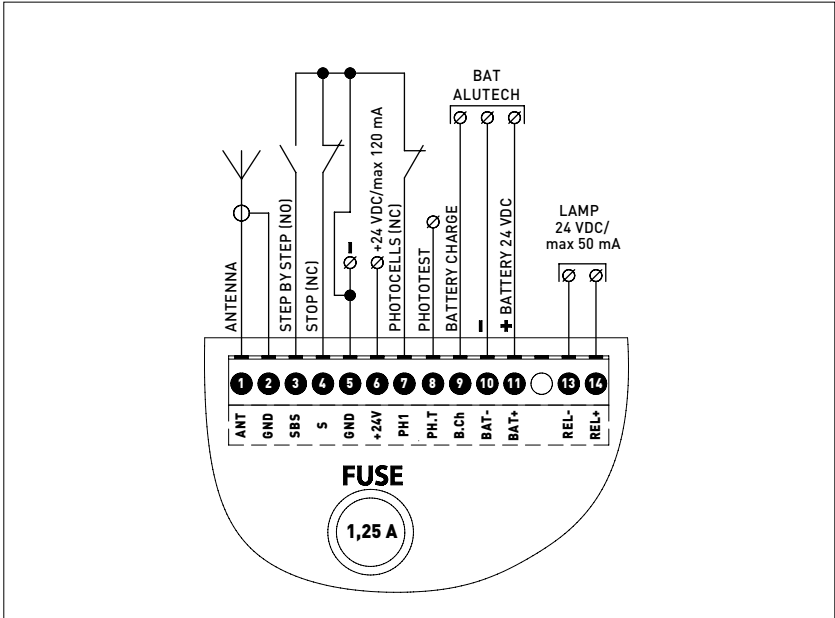 BAT
ALUTECH
LAMP
24 VDC/
max 50 mA
ANTENNA
STEP BY STEP (NO)
STOP (NC)
−
+24 VDC/max 120 mA
PHOTOCELLS (NC)
PHOTOTEST
BATTERY CHARGE
−
+ BATTERY 24 VDC
1 2 3 4 5 6 7 8 9 10 11 13 14
ANT GND SBS S GND +24V PH1 PH.T B.Ch BAT- BAT+ REL- REL+
FUSE
1,25 A